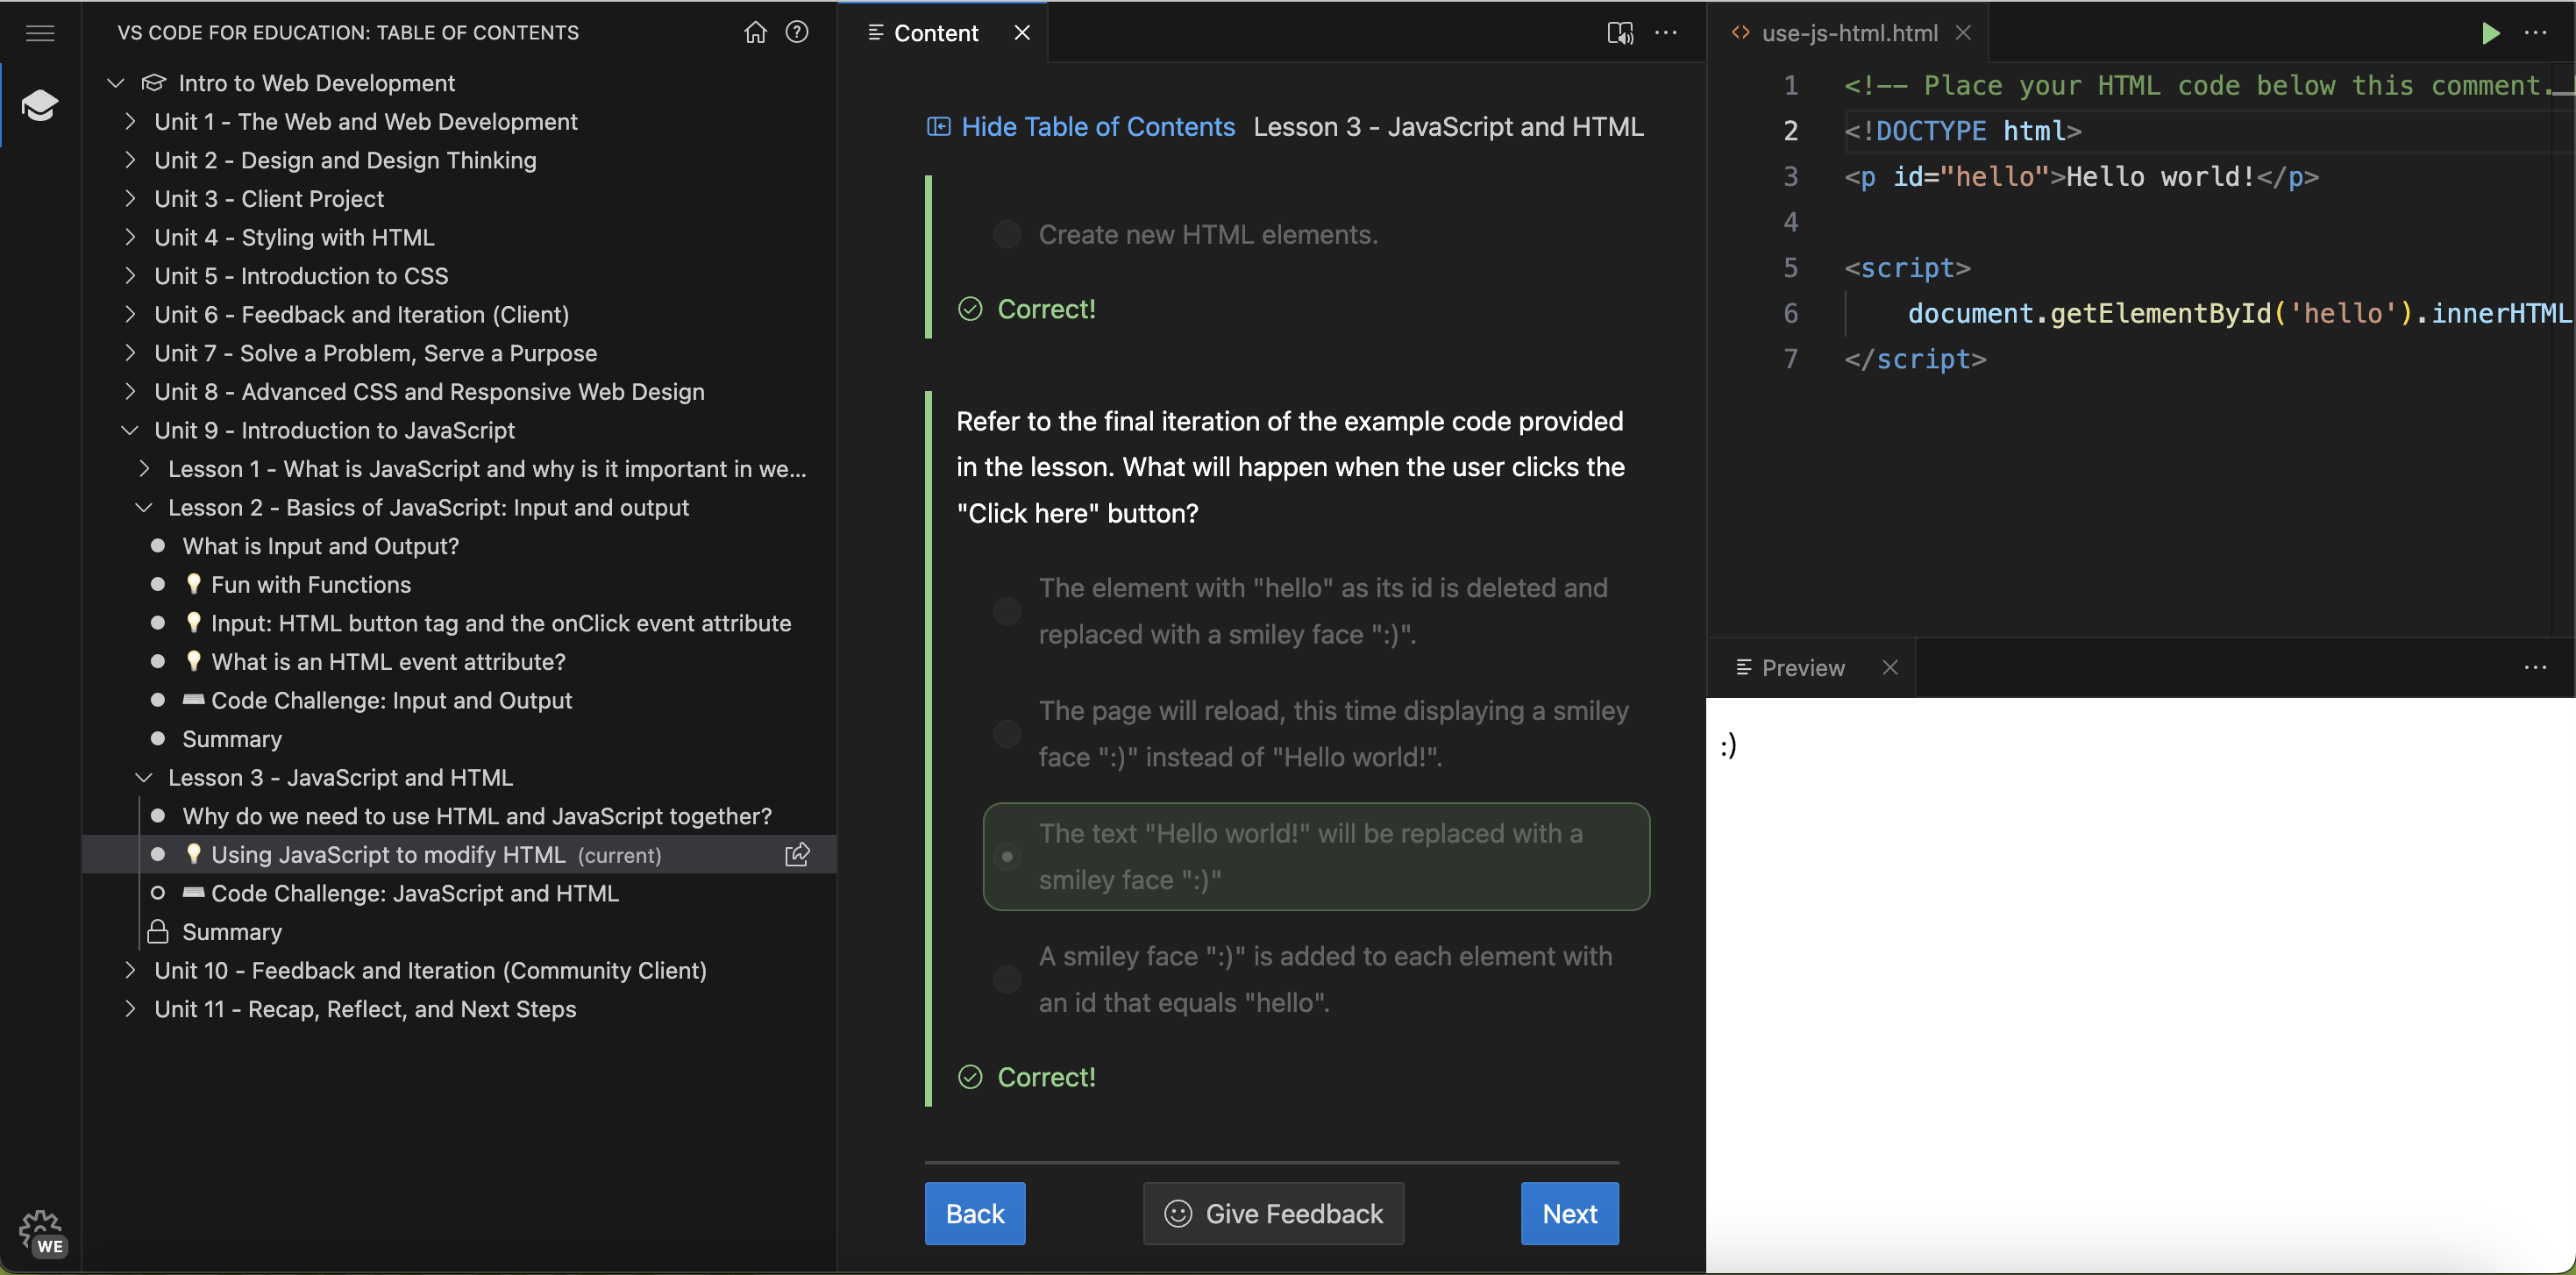 VS CODE FOR EDUCATION: TABLE OF CONTENTS
Intro to Web Development
Unit 1 - The Web and Web Development
Unit 2 - Design and Design Thinking
Unit 3 - Client Project
Unit 4 - Styling with HTML
Unit 5 - Introduction to CSS
Unit 6 - Feedback and Iteration (Client)
Unit 7 - Solve a Problem, Serve a Purpose
Unit 8 - Advanced CSS and Responsive Web Design
Unit 9 - Introduction to JavaScript
Lesson 1 - What is JavaScript and why is it important in we...
Lesson 2 - Basics of JavaScript: Input and output
What is Input and Output?
Fun with Functions
Input: HTML button tag and the onClick event attribute
What is an HTML event attribute?
Code Challenge: Input and Output
Summary
Lesson 3 - JavaScript and HTML
Why do we need to use HTML and JavaScript together?
Using JavaScript to modify HTML (current)
Code Challenge: JavaScript and HTML
Summary
Unit 10 - Feedback and Iteration (Community Client)
Unit 11 - Recap, Reflect, and Next Steps
WE
Content
Hide Table of Contents Lesson 3 - JavaScript and HTML
Create new HTML elements.
Correct!
Refer to the final iteration of the example code provided
in the lesson. What will happen when the user clicks the
"Click here" button?
The element with "hello" as its id is deleted and
replaced with a smiley face ":)".
The page will reload, this time displaying a smiley
face ":)" instead of "Hello world!".
The text "Hello world!" will be replaced with a
smiley face ":)"
A smiley face ":)" is added to each element with
an id that equals "hello".
Correct!
Back
Give Feedback
Next
use-js-html.html
1 <!-- Place your HTML code below this comment.
2 <!DOCTYPE html>
3 <p id="hello">Hello world!</p>
4
5 <script>
6 document.getElementById('hello').innerHTML
7 </script>
Preview
:)